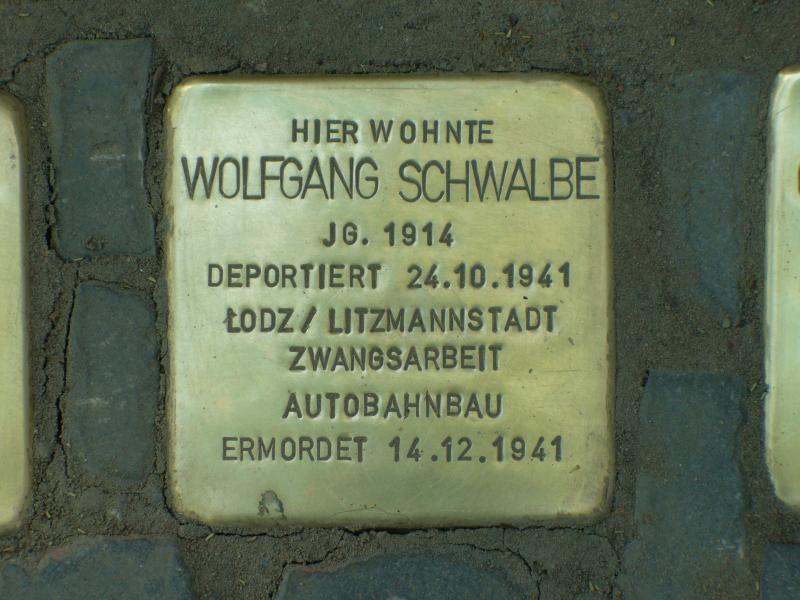 HIER WOHNTE
WOLFGANG SCHWALBE
JG. 1914
DEPORTIERT 24.10.1941
ŁODZ / LITZMANNSTADT
ZWANGSARBEIT
AUTOBAHNBAU
ERMORDET 14.12.1941